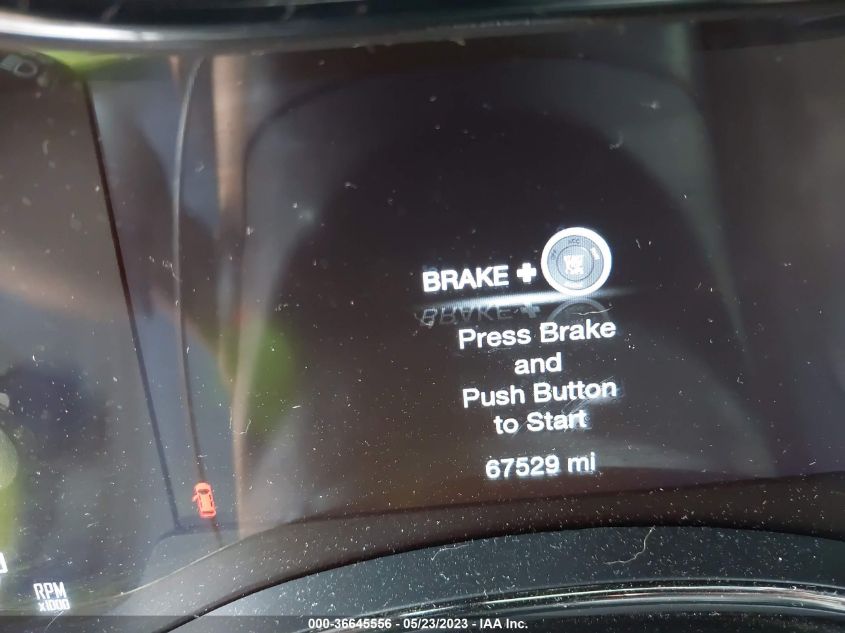 BRAKE +
Press Brake
and
Push Button
to Start
67529 mi
RPM
x1000
000-36645556 - 05/23/2023 - IAA Inc.